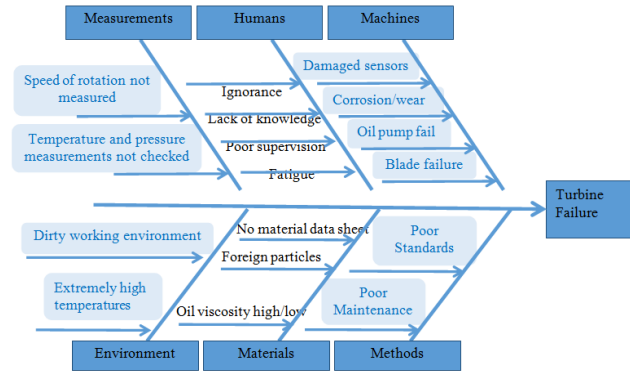 Measurements
Humans
Machines
Speed of rotation not
measured
Temperature and pressure
measurements not checked
Ignorance
Lack of knowledge
Poor supervision
Fatigue
Damaged sensors
Corrosion/wear
Oil pump fail
Blade failure
Turbine
Failure
Dirty working environment
Extremely high
temperatures
No material data sheet
Foreign particles
Oil viscosity high/low
Poor
Standards
Poor
Maintenance
Environment
Materials
Methods